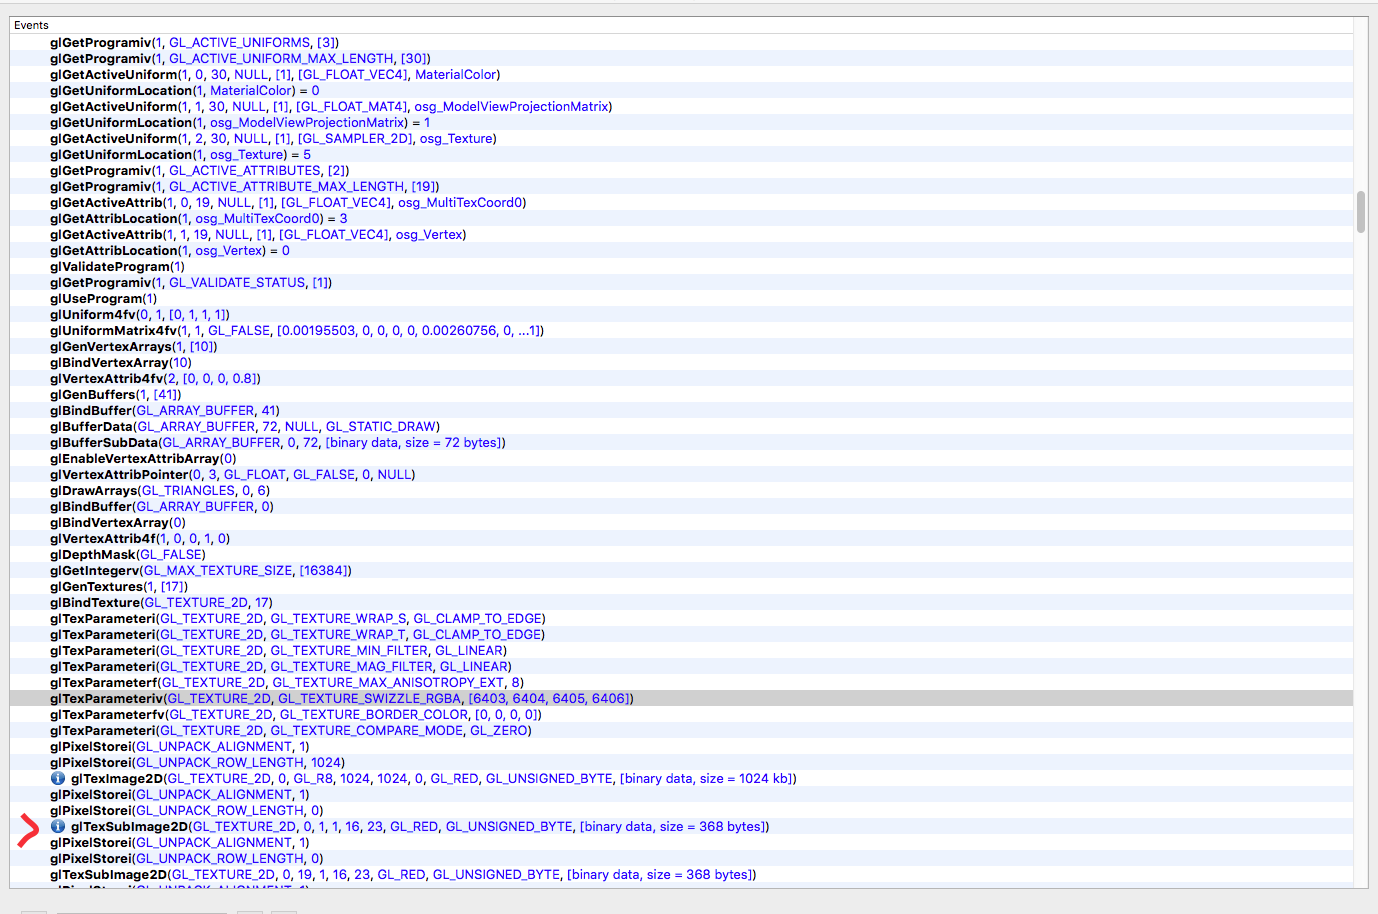 Events
glGetProgramiv(1, GL_ACTIVE_UNIFORMS, [3])
glGetProgramiv(1, GL_ACTIVE_UNIFORM_MAX_LENGTH, [30])
glGetActiveUniform(1, 0, 30, NULL, [1], [GL_FLOAT_VEC4], MaterialColor)
glGetUniformLocation(1, MaterialColor) = 0
glGetActiveUniform(1, 1, 30, NULL, [1], [GL_FLOAT_MAT4], osg_ModelViewProjectionMatrix)
glGetUniformLocation(1, osg_ModelViewProjectionMatrix) = 1
glGetActiveUniform(1, 2, 30, NULL, [1], [GL_SAMPLER_2D], osg_Texture)
glGetUniformLocation(1, osg_Texture) = 5
glGetProgramiv(1, GL_ACTIVE_ATTRIBUTES, [2])
glGetProgramiv(1, GL_ACTIVE_ATTRIBUTE_MAX_LENGTH, [19])
glGetActiveAttrib(1, 0, 19, NULL, [1], [GL_FLOAT_VEC4], osg_MultiTexCoord0)
glGetAttribLocation(1, osg_MultiTexCoord0) = 3
glGetActiveAttrib(1, 1, 19, NULL, [1], [GL_FLOAT_VEC4], osg_Vertex)
glGetAttribLocation(1, osg_Vertex) = 0
glValidateProgram(1)
glGetProgramiv(1, GL_VALIDATE_STATUS, [1])
glUseProgram(1)
glUniform4fv(0, 1, [0, 1, 1, 1])
glUniformMatrix4fv(1, 1, GL_FALSE, [0.00195503, 0, 0, 0, 0, 0.00260756, 0, ...1])
glGenVertexArrays(1, [10])
glBindVertexArray(10)
glVertexAttrib4fv(2, [0, 0, 0, 0.8])
glGenBuffers(1, [41])
glBindBuffer(GL_ARRAY_BUFFER, 41)
glBufferData(GL_ARRAY_BUFFER, 72, NULL, GL_STATIC_DRAW)
glBufferSubData(GL_ARRAY_BUFFER, 0, 72, [binary data, size = 72 bytes])
glEnableVertexAttribArray(0)
glVertexAttribPointer(0, 3, GL_FLOAT, GL_FALSE, 0, NULL)
glDrawArrays(GL_TRIANGLES, 0, 6)
glBindBuffer(GL_ARRAY_BUFFER, 0)
glBindVertexArray(0)
glVertexAttrib4f(1, 0, 0, 1, 0)
glDepthMask(GL_FALSE)
glGetIntegerv(GL_MAX_TEXTURE_SIZE, [16384])
glGenTextures(1, [17])
glBindTexture(GL_TEXTURE_2D, 17)
glTexParameteri(GL_TEXTURE_2D, GL_TEXTURE_WRAP_S, GL_CLAMP_TO_EDGE)
glTexParameteri(GL_TEXTURE_2D, GL_TEXTURE_WRAP_T, GL_CLAMP_TO_EDGE)
glTexParameteri(GL_TEXTURE_2D, GL_TEXTURE_MIN_FILTER, GL_LINEAR)
glTexParameteri(GL_TEXTURE_2D, GL_TEXTURE_MAG_FILTER, GL_LINEAR)
glTexParameterf(GL_TEXTURE_2D, GL_TEXTURE_MAX_ANISOTROPY_EXT, 8)
glTexParameteriv(GL_TEXTURE_2D, GL_TEXTURE_SWIZZLE_RGBA, [6403, 6404, 6405, 6406])
glTexParameterfv(GL_TEXTURE_2D, GL_TEXTURE_BORDER_COLOR, [0, 0, 0, 0])
glTexParameteri(GL_TEXTURE_2D, GL_TEXTURE_COMPARE_MODE, GL_ZERO)
glPixelStorei(GL_UNPACK_ALIGNMENT, 1)
glPixelStorei(GL_UNPACK_ROW_LENGTH, 1024)
glTexImage2D(GL_TEXTURE_2D, 0, GL_R8, 1024, 1024, 0, GL_RED, GL_UNSIGNED_BYTE, [binary data, size = 1024 kb])
glPixelStorei(GL_UNPACK_ALIGNMENT, 1)
glPixelStorei(GL_UNPACK_ROW_LENGTH, 0)
glTexSubImage2D(GL_TEXTURE_2D, 0, 1, 1, 16, 23, GL_RED, GL_UNSIGNED_BYTE, [binary data, size = 368 bytes])
glPixelStorei(GL_UNPACK_ALIGNMENT, 1)
glPixelStorei(GL_UNPACK_ROW_LENGTH, 0)
glTexSubImage2D(GL_TEXTURE_2D, 0, 19, 1, 16, 23, GL_RED, GL_UNSIGNED_BYTE, [binary data, size = 368 bytes])